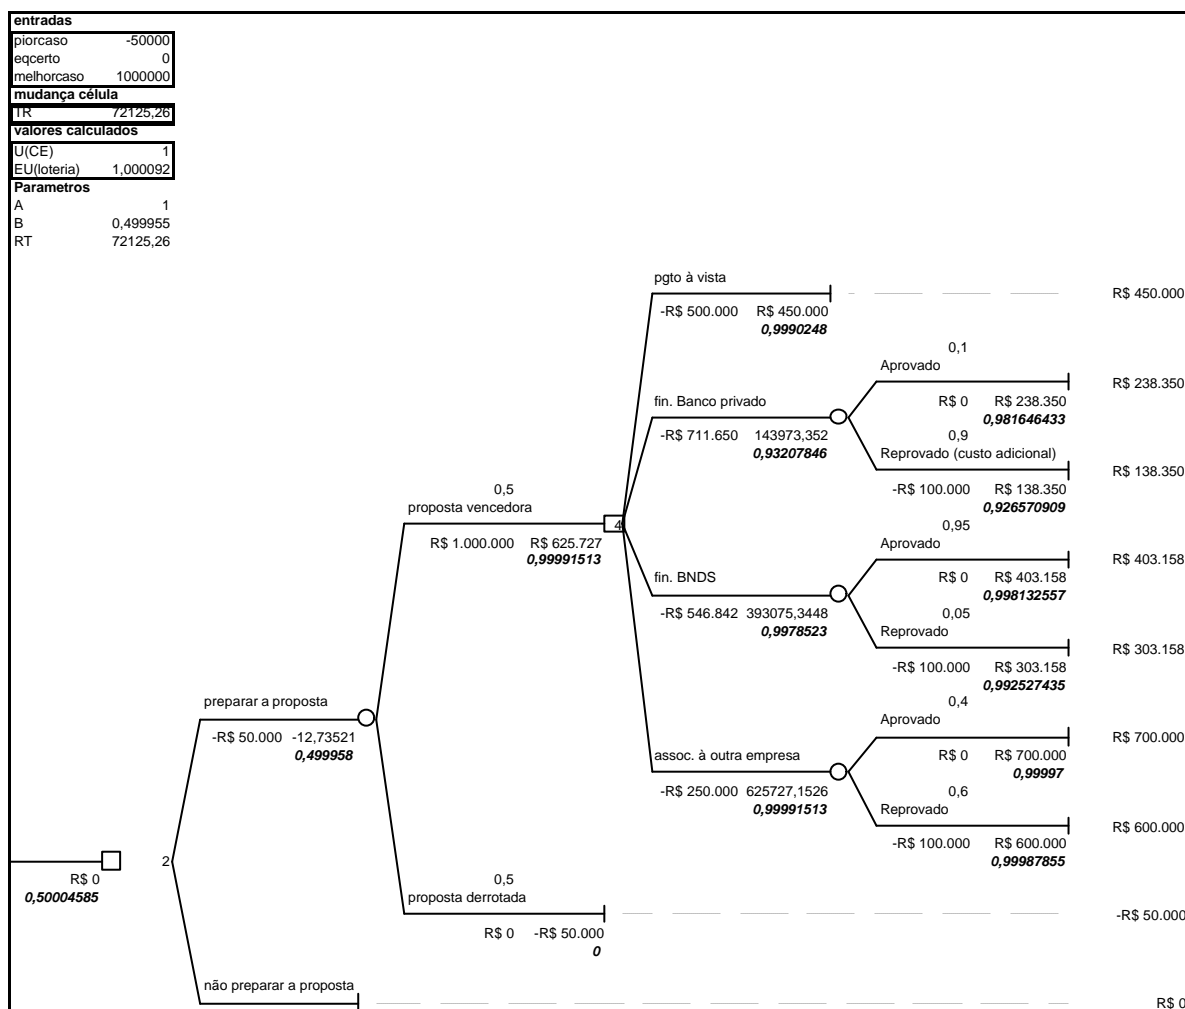 entradas
piorcaso -50000
eqcerto 0
melhorcaso 1000000
mudança célula
TR 72125,26
valores calculados
U(CE) 1
EU(loteria) 1,000092
Parametros
A 1
B 0,499955
RT 72125,26
pgto à vista
R$ 450.000
-R$ 500.000 R$ 450.000
0,9990248
0,1
Aprovado
R$ 238.350
fin. Banco privado
R$ 0 R$ 238.350
0,981646433
-R$ 711.650 143973,352
0,93207846
0,9
Reprovado (custo adicional)
R$ 138.350
0,5
proposta vencedora
-R$ 100.000 R$ 138.350
0,926570909
4
0,95
R$ 1.000.000 R$ 625.727
0,99991513
Aprovado
R$ 403.158
fin. BNDS
R$ 0 R$ 403.158
0,998132557
-R$ 546.842 393075,3448
0,9978523
0,05
Reprovado
R$ 303.158
-R$ 100.000 R$ 303.158
0,992527435
preparar a proposta
0,4
Aprovado
-R$ 50.000 -12,73521
0,499958
R$ 700.000
assoc. à outra empresa
R$ 0 R$ 700.000
0,99997
-R$ 250.000 625727,1526
0,99991513
0,6
Reprovado
R$ 600.000
-R$ 100.000 R$ 600.000
0,99987855
2
R$ 0
0,50004585
0,5
proposta derrotada
-R$ 50.000
R$ 0 -R$ 50.000
0
não preparar a proposta
R$ 0